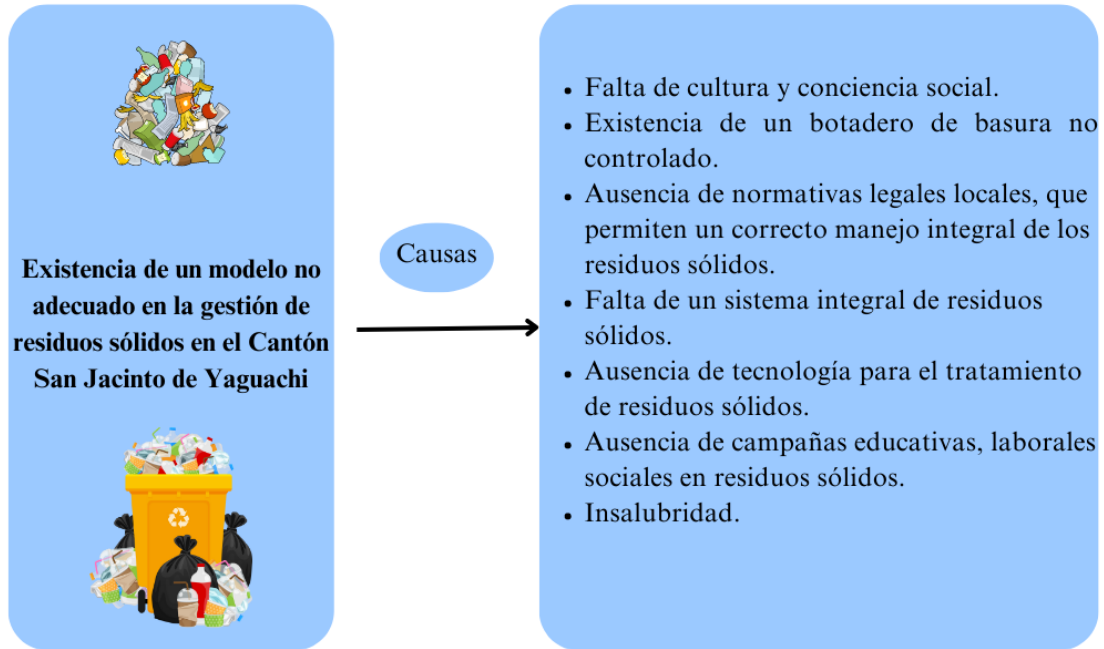 Existencia de un modelo no
adecuado en la gestión de
residuos sólidos en el Cantón
San Jacinto de Yaguachi
Causas
• Falta de cultura y conciencia social.
• Existencia de un botadero de basura no
controlado.
• Ausencia de normativas legales locales, que
permiten un correcto manejo integral de los
residuos sólidos.
• Falta de un sistema integral de residuos
sólidos.
• Ausencia de tecnología para el tratamiento
de residuos sólidos.
• Ausencia de campañas educativas, laborales
sociales en residuos sólidos.
• Insalubridad.